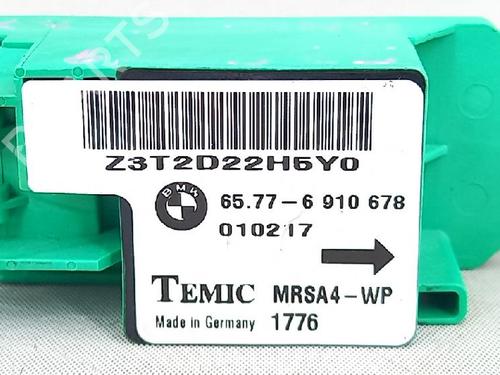 Z3T2D22H5Y0
BMW
65.77-6 910 678
010217
TEMIC MRSA4-WP
Made in Germany 1776